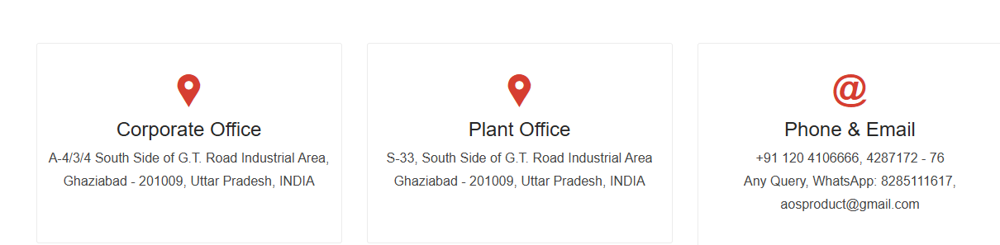 Corporate Office
A-4/3/4 South Side of G.T. Road Industrial Area,
Ghaziabad - 201009, Uttar Pradesh, INDIA
Plant Office
S-33, South Side of G.T. Road Industrial Area
Ghaziabad - 201009, Uttar Pradesh, INDIA
@
Phone & Email
+91 120 4106666, 4287172 - 76
Any Query, WhatsApp: 8285111617,
aosproduct@gmail.com